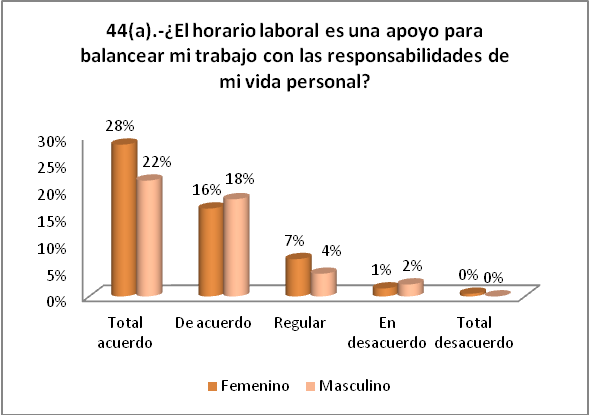 44(a).-¿El horario laboral es una apoyo para
balancear mi trabajo con las responsabilidades de
mi vida personal?
30%
25%
20%
15%
10%
5%
0%
28%
22%
16%
18%
7%
4%
1%
2%
0%
0%
Total
acuerdo
De acuerdo
Regular
En
desacuerdo
Total
desacuerdo
Femenino
Masculino